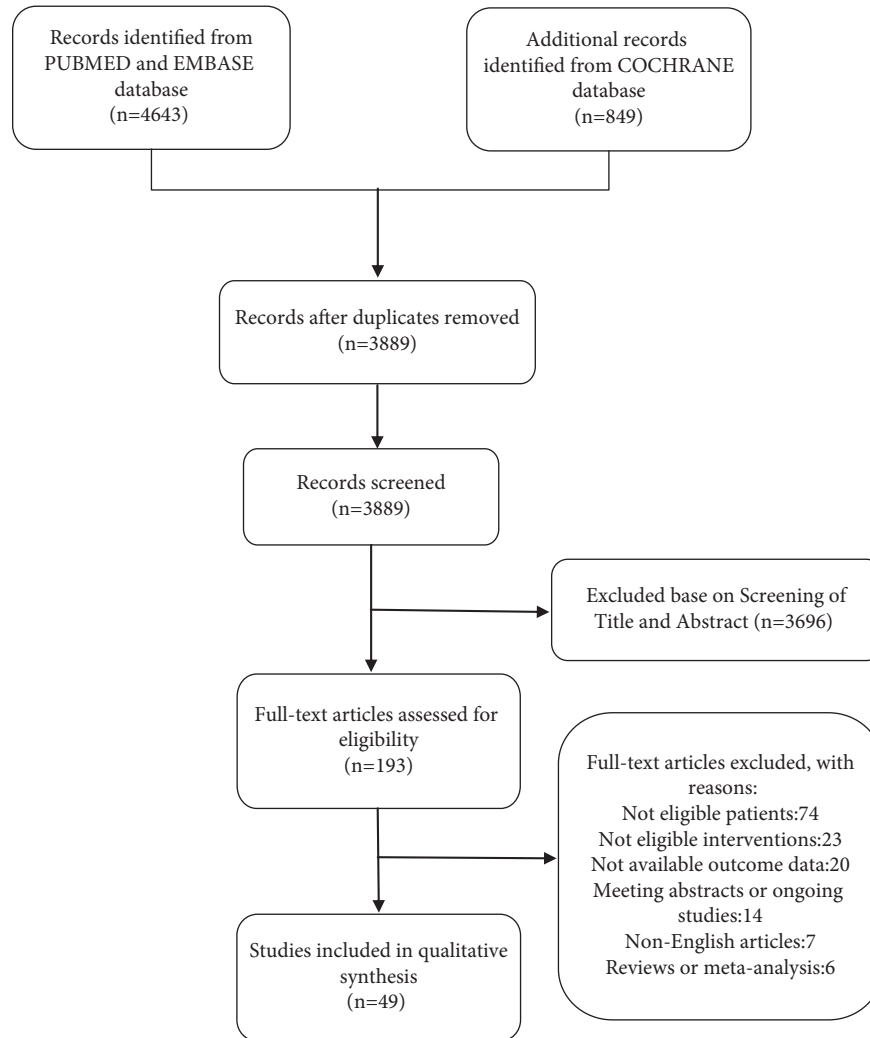 Records identified from
PUBMED and EMBASE
database
(n=4643)
Additional records
identified from COCHRANE
database
(n=849)
Records after duplicates removed
(n=3889)
Records screened
(n=3889)
Excluded base on Screening of
Title and Abstract (n=3696)
Full-text articles assessed for
eligibility
(n=193)
Full-text articles excluded, with
reasons:
Not eligible patients:74
Not eligible interventions:23
Not available outcome data:20
Meeting abstracts or ongoing
studies:14
Non-English articles:7
Reviews or meta-analysis:6
Studies included in qualitative
synthesis
(n=49)